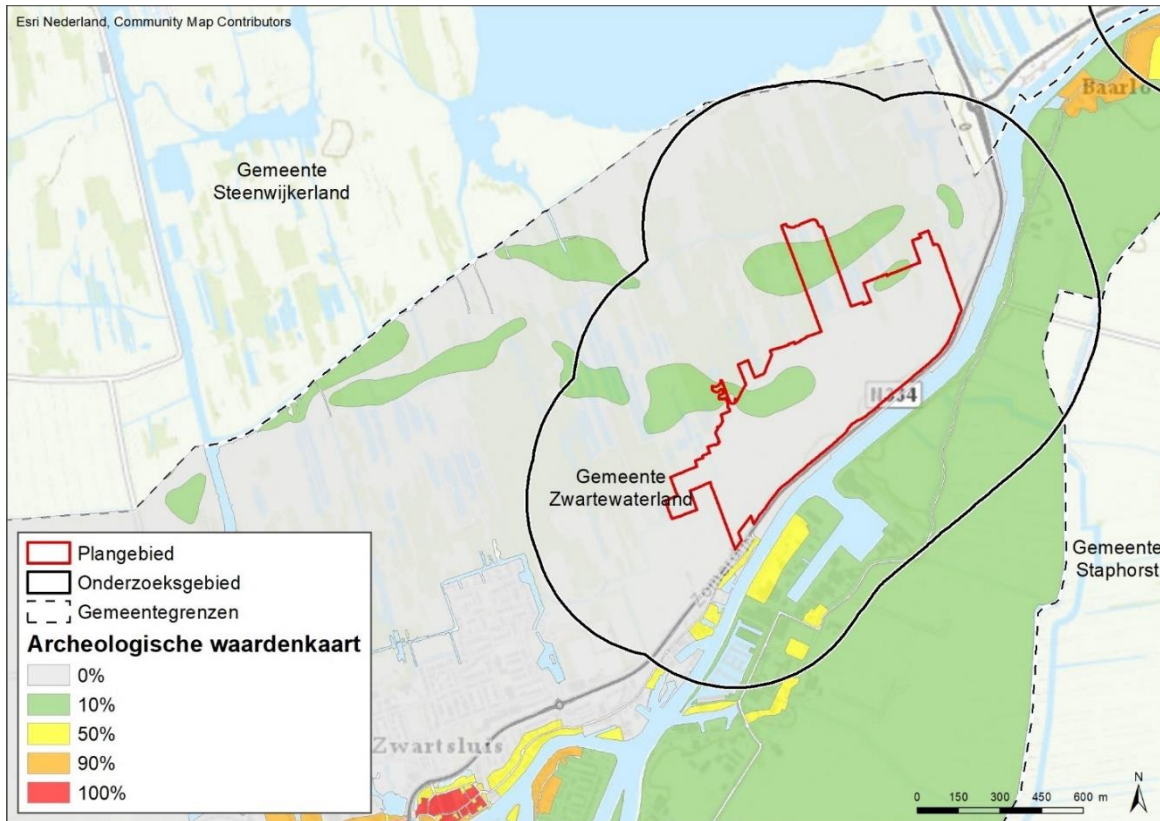 Esri Nederland, Community Map Contributors
Baarlo
Gemeente
Steenwijkerland
N334
Gemeente
Zwartewaterland
Gemeente
Staphorst
Zwartsluis
Plangebied
Onderzoeksgebied
Gemeentegrenzen
Archeologische waardenkaart
0%
10%
50%
90%
100%
N
0 150 300 450 600 m